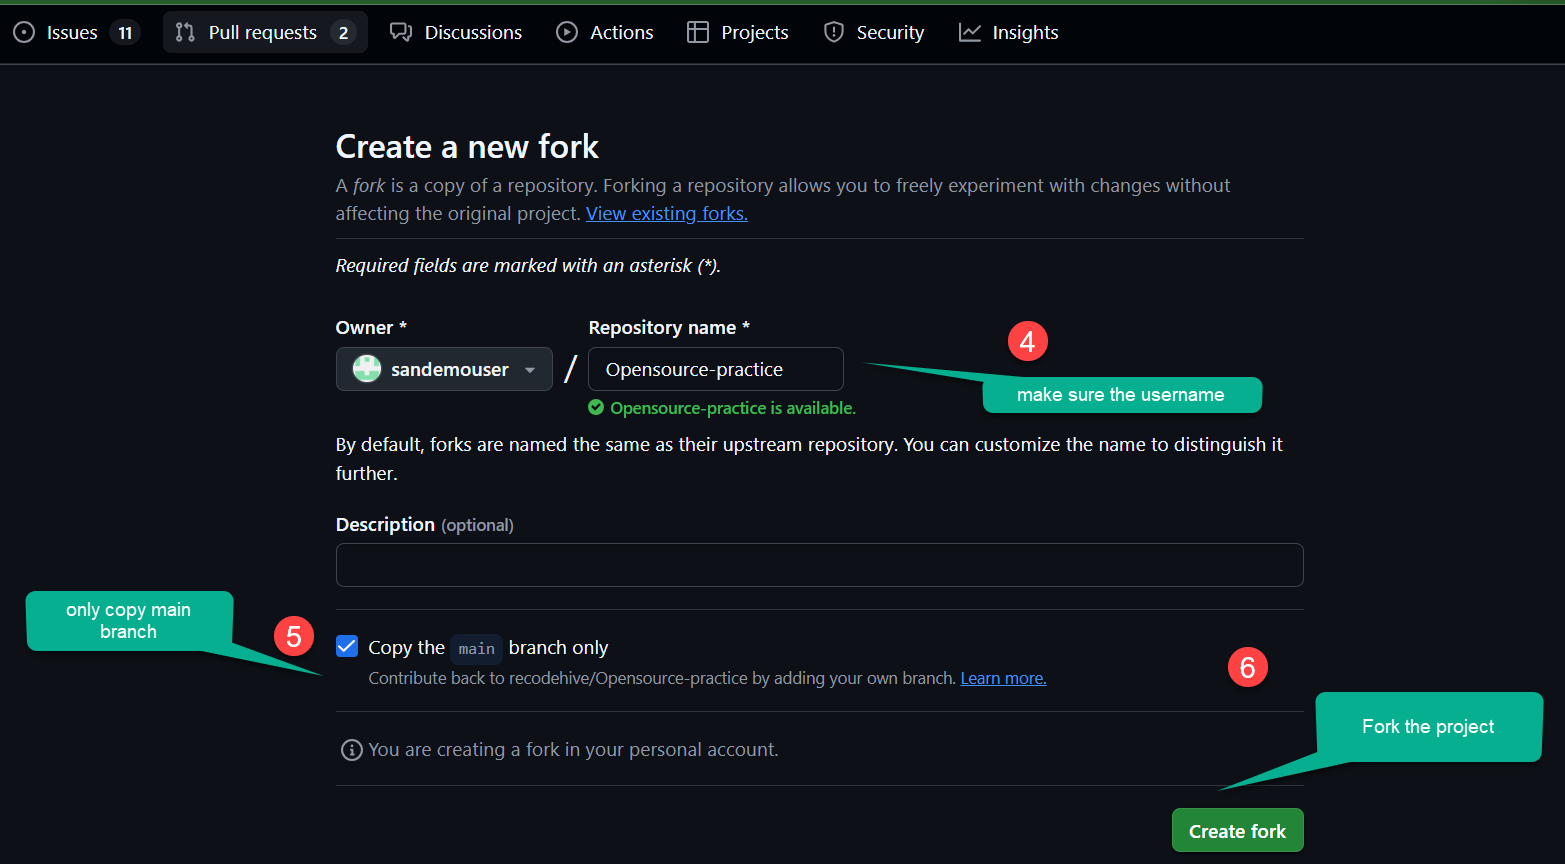 Issues 11 Pull requests 2 Discussions Actions Projects Security Insights
Create a new fork
A fork is a copy of a repository. Forking a repository allows you to freely experiment with changes without
affecting the original project. View existing forks.
Required fields are marked with an asterisk (*).
Owner * Repository name *
4
sandemouser / Opensource-practice
make sure the username
Opensource-practice is available.
By default, forks are named the same as their upstream repository. You can customize the name to distinguish it
further.
Description (optional)
only copy main
branch
5
Copy the main branch only
6
Contribute back to recodehive/Opensource-practice by adding your own branch. Learn more.
Fork the project
You are creating a fork in your personal account.
Create fork